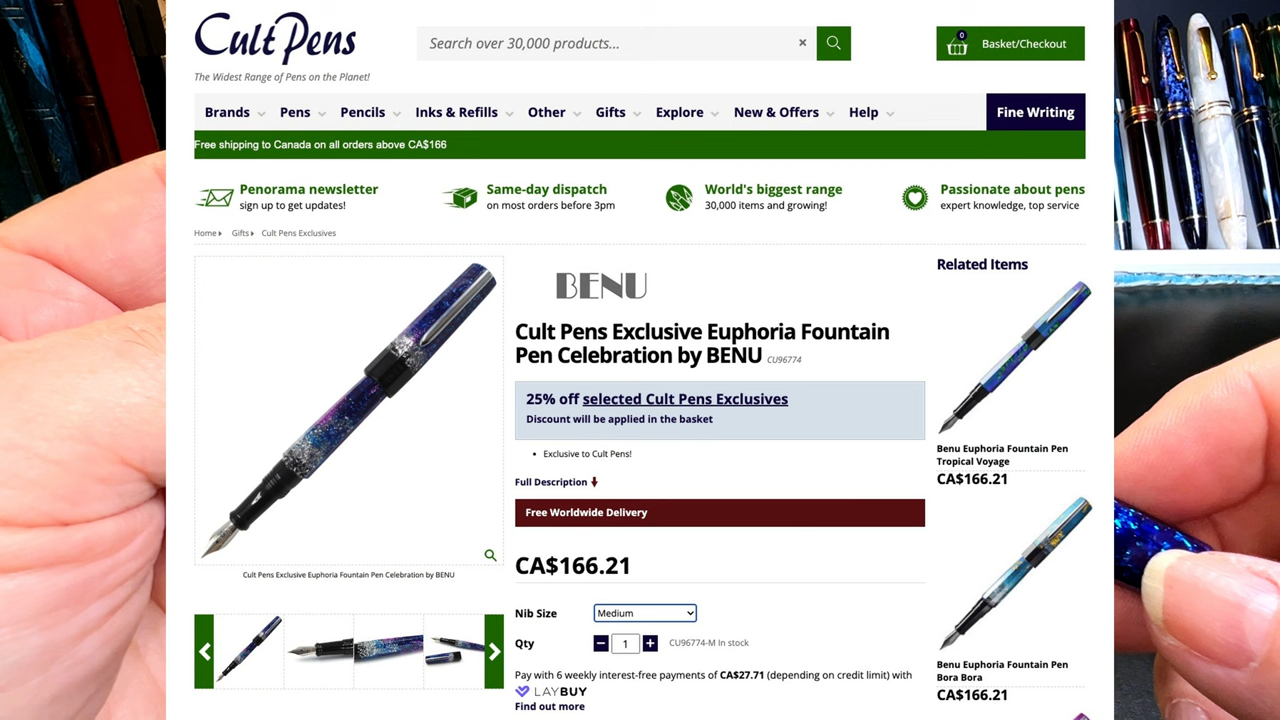 Cult Pens
The Widest Range of Pens on the Planet!
Search over 30,000 products...
×
0
Basket/Checkout
Brands
Pens
Pencils
Inks & Refills
Other
Gifts
Explore
New & Offers
Help
Fine Writing
Free shipping to Canada on all orders above CA$166
Penorama newsletter
sign up to get updates!
Same-day dispatch
on most orders before 3pm
World's biggest range
30,000 items and growing!
Passionate about pens
expert knowledge, top service
Home
Gifts
Cult Pens Exclusives
Cult Pens Exclusive Euphoria Fountain Pen Celebration by BENU
BENU
Cult Pens Exclusive Euphoria Fountain
Pen Celebration by BENU CU96774
25% off selected Cult Pens Exclusives
Discount will be applied in the basket
• Exclusive to Cult Pens!
Full Description
Free Worldwide Delivery
CA$166.21
Nib Size
Medium
Qty
1
CU96774-M In stock
Pay with 6 weekly interest-free payments of CA$27.71 (depending on credit limit) with
LAYBUY
Find out more
Related Items
Benu Euphoria Fountain Pen
Tropical Voyage
CA$166.21
Benu Euphoria Fountain Pen
Bora Bora
CA$166.21